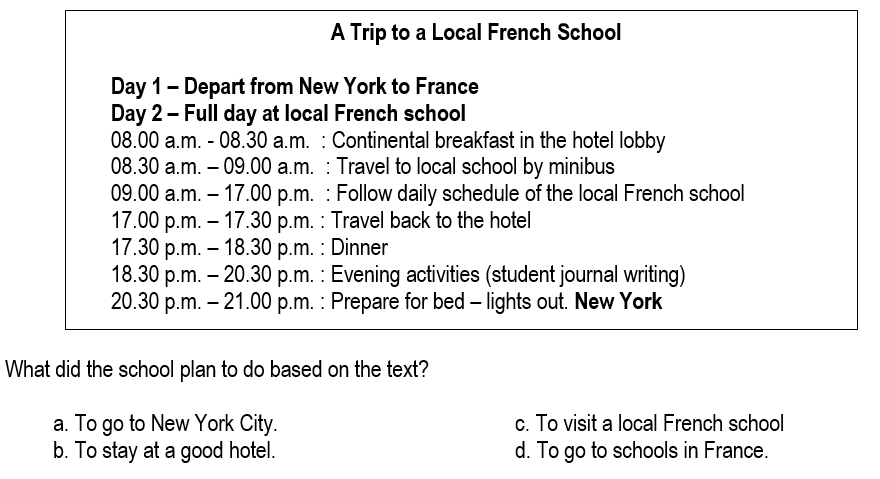 A Trip to a Local French School
Day 1 – Depart from New York to France
Day 2 – Full day at local French school
08.00 a.m. - 08.30 a.m. : Continental breakfast in the hotel lobby
08.30 a.m. – 09.00 a.m. : Travel to local school by minibus
09.00 a.m. – 17.00 p.m. : Follow daily schedule of the local French school
17.00 p.m. – 17.30 p.m. : Travel back to the hotel
17.30 p.m. – 18.30 p.m. : Dinner
18.30 p.m. – 20.30 p.m. : Evening activities (student journal writing)
20.30 p.m. – 21.00 p.m. : Prepare for bed – lights out. New York
What did the school plan to do based on the text?
a. To go to New York City.
b. To stay at a good hotel.
c. To visit a local French school
d. To go to schools in France.